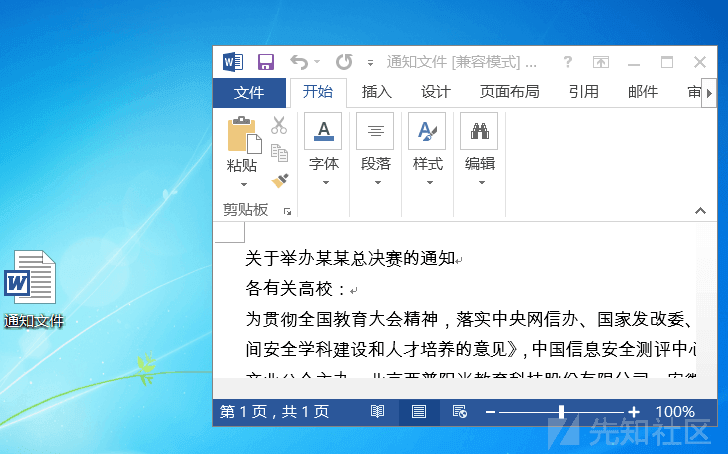 通知文件 [兼容模式] ...
?
文件 开始 插入 设计 页面布局 引用 邮件 审
粘贴 字体 段落 样式 编辑
剪贴板
关于举办某某总决赛的通知
各有关高校：
为贯彻全国教育大会精神，落实中央网信办、国家发改委、
间安全学科建设和人才培养的意见》,中国信息安全测评中心
W
通知文件
第 1 页，共 1 页 100%
先知社区